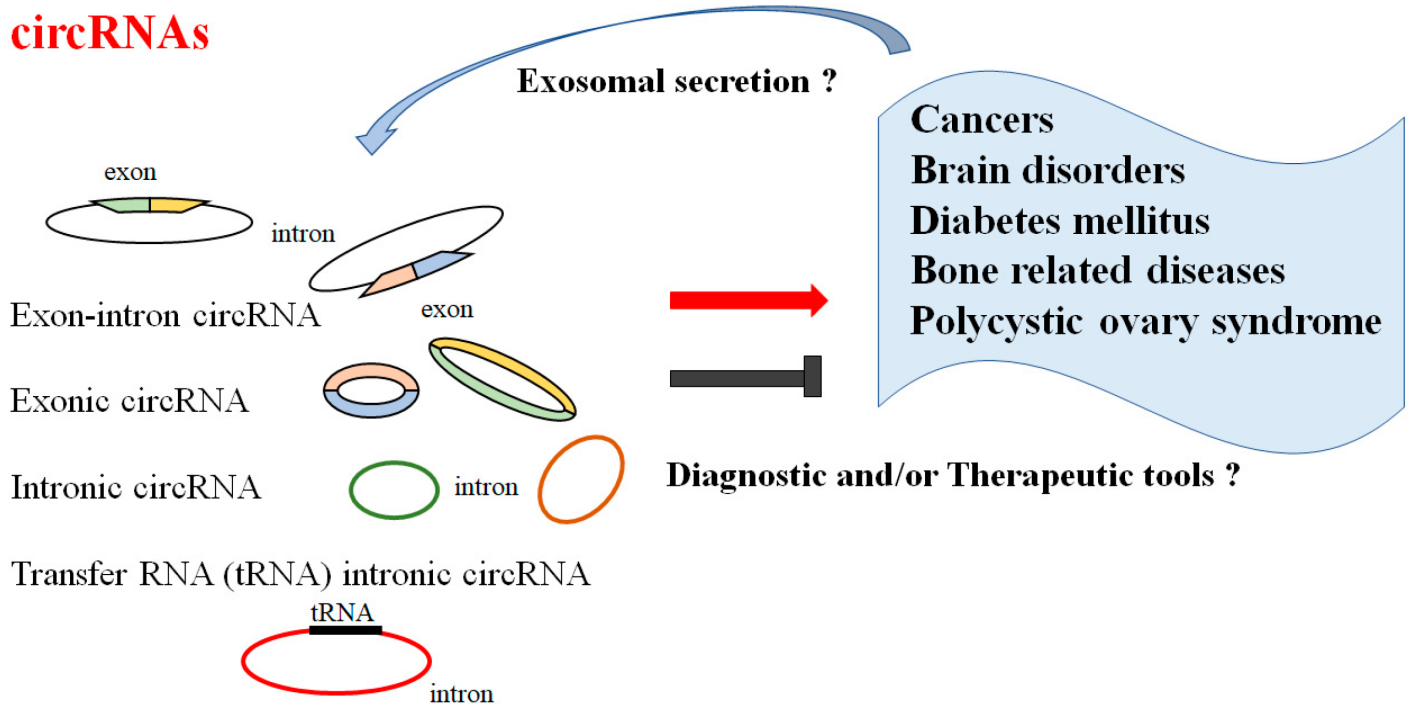 circRNAs
Exosomal secretion ?
Cancers
Brain disorders
Diabetes mellitus
Bone related diseases
Polycystic ovary syndrome
exon
intron
Exon-intron circRNA
exon
Exonic circRNA
Intronic circRNA
intron
Diagnostic and/or Therapeutic tools ?
Transfer RNA (tRNA) intronic circRNA
tRNA
intron